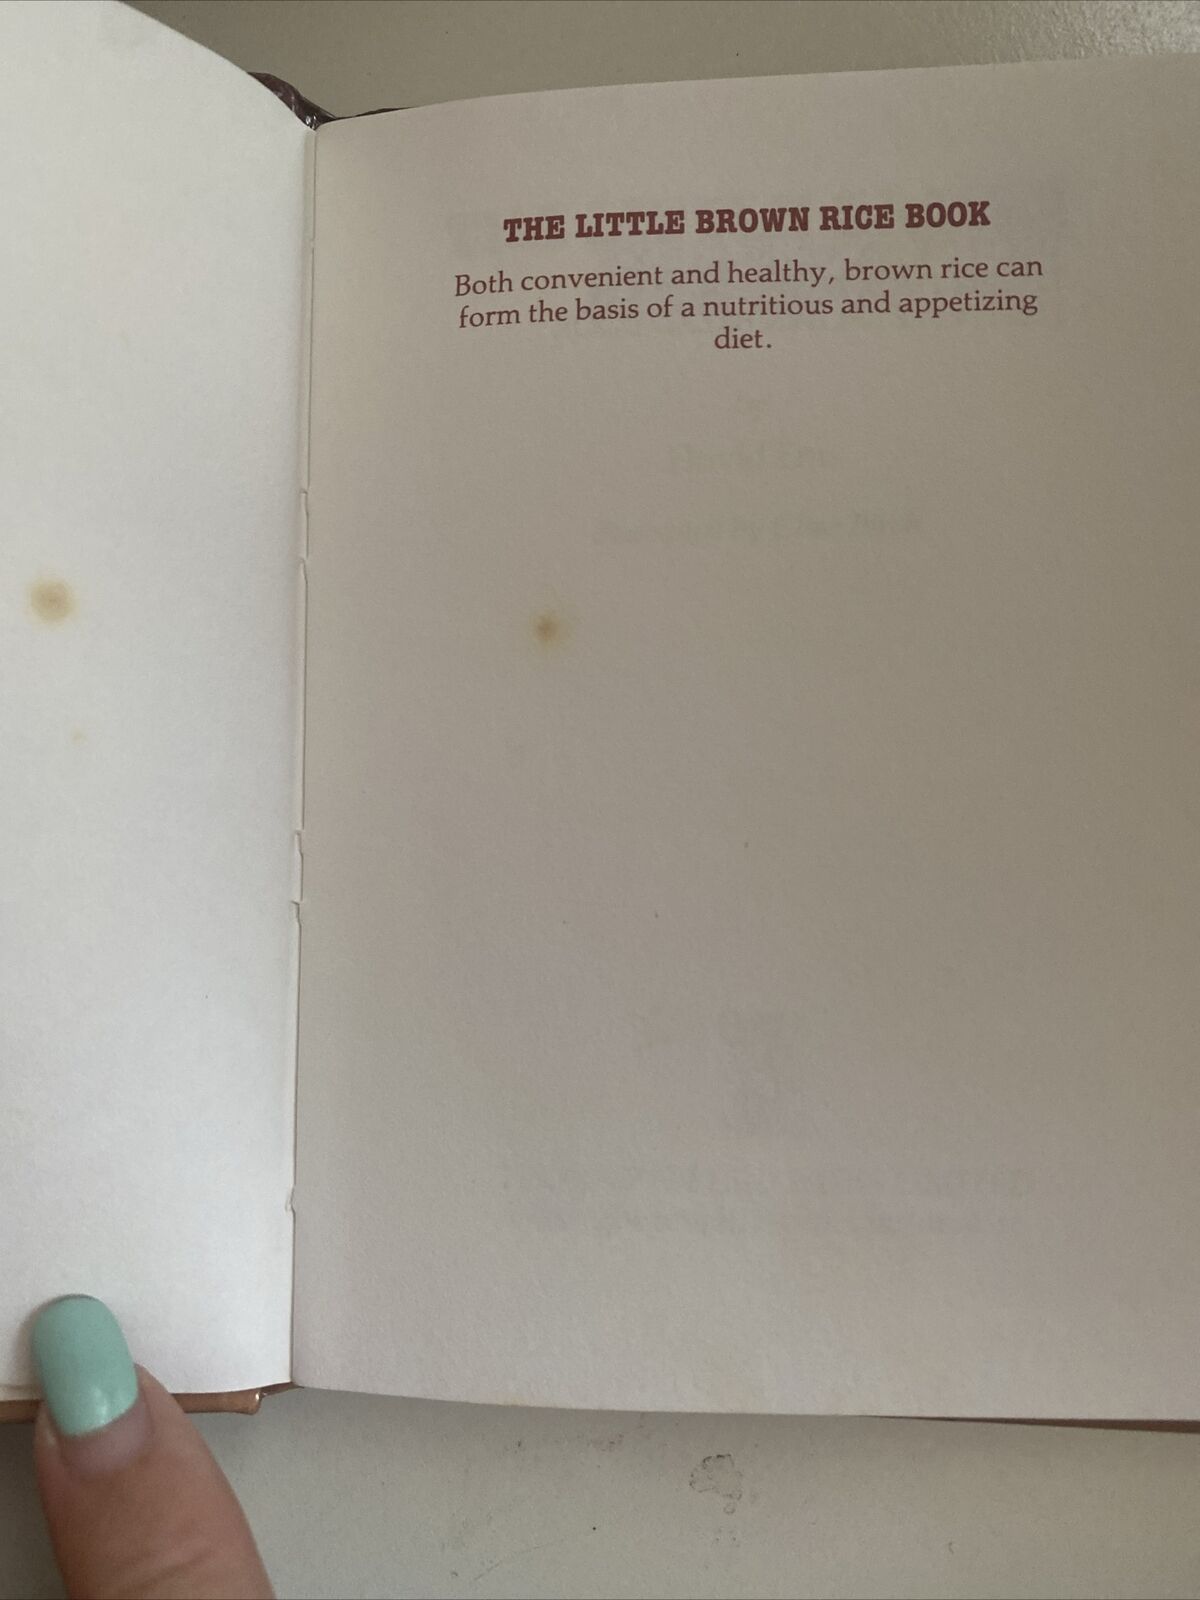 THE LITTLE BROWN RICE BOOK
Both convenient and healthy, brown rice can
form the basis of a nutritious and appetizing
diet.